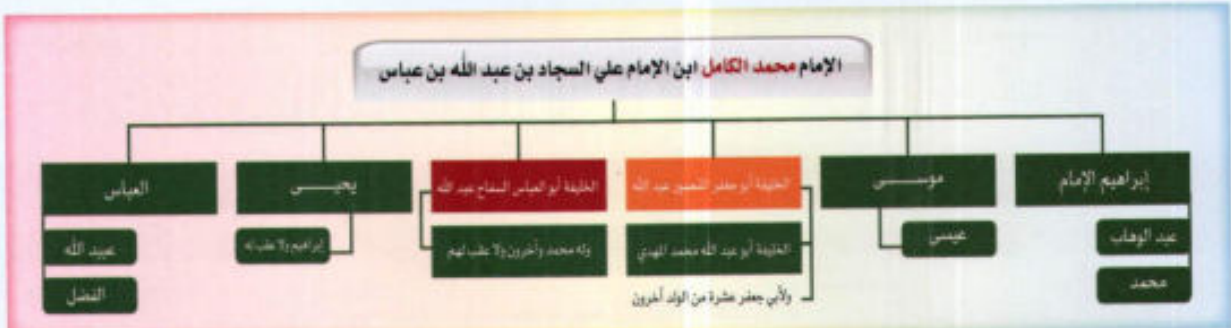 الإمام محمد الكامل ابن الإمام علي السجاد بن عبد الله بن عباس
إبراهيم الإمام
عبد الوهاب
محمد
موســـى
عيسى
الخليفة أبو جعفر المنصور عبد الله
الخليفة أبو عبد الله محمد المهدي
ولأبي جعفر عشرة من الولد آخرون
الخليفة أبو العباس السفاح عبد الله
وله محمد وآخرون ولا عقب لهم
يحيـــى
إبراهيم ولا عقب له
العباس
عبيد الله
الفضل